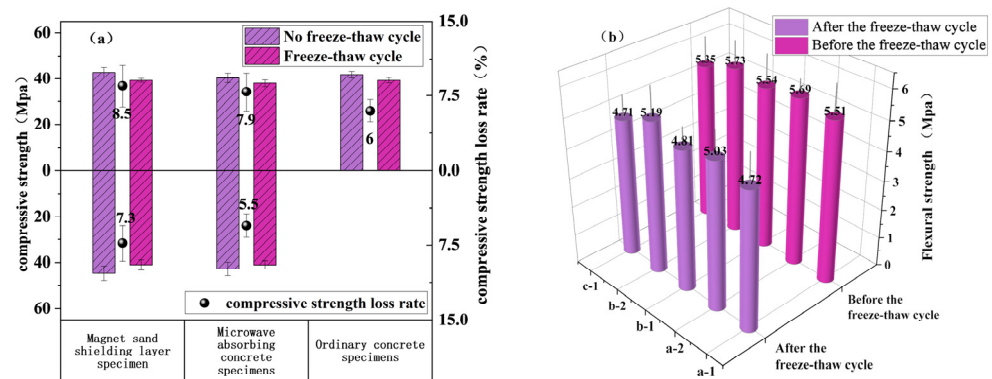 (a)
No freeze-thaw cycle
Freeze-thaw cycle
compressive strength（Mpa）
60
40
20
0
20
40
60
15.0
7.5
0.0
7.5
15.0
compressive strength loss rate（%）
8.5
7.9
6
7.3
5.5
compressive strength loss rate
Magnet sand
shielding layer
specimen
Microwave
absorbing
concrete
specimens
Ordinary concrete
specimens
(b)
After the freeze-thaw cycle
Before the freeze-thaw cycle
5.35
5.73
5.54
5.69
5.51
4.71
5.19
4.81
5.03
4.72
6
5
4
3
2
1
0
Flexural strength（Mpa）
c-1
b-2
b-1
a-2
a-1
Before the
freeze-thaw cycle
After the
freeze-thaw cycle